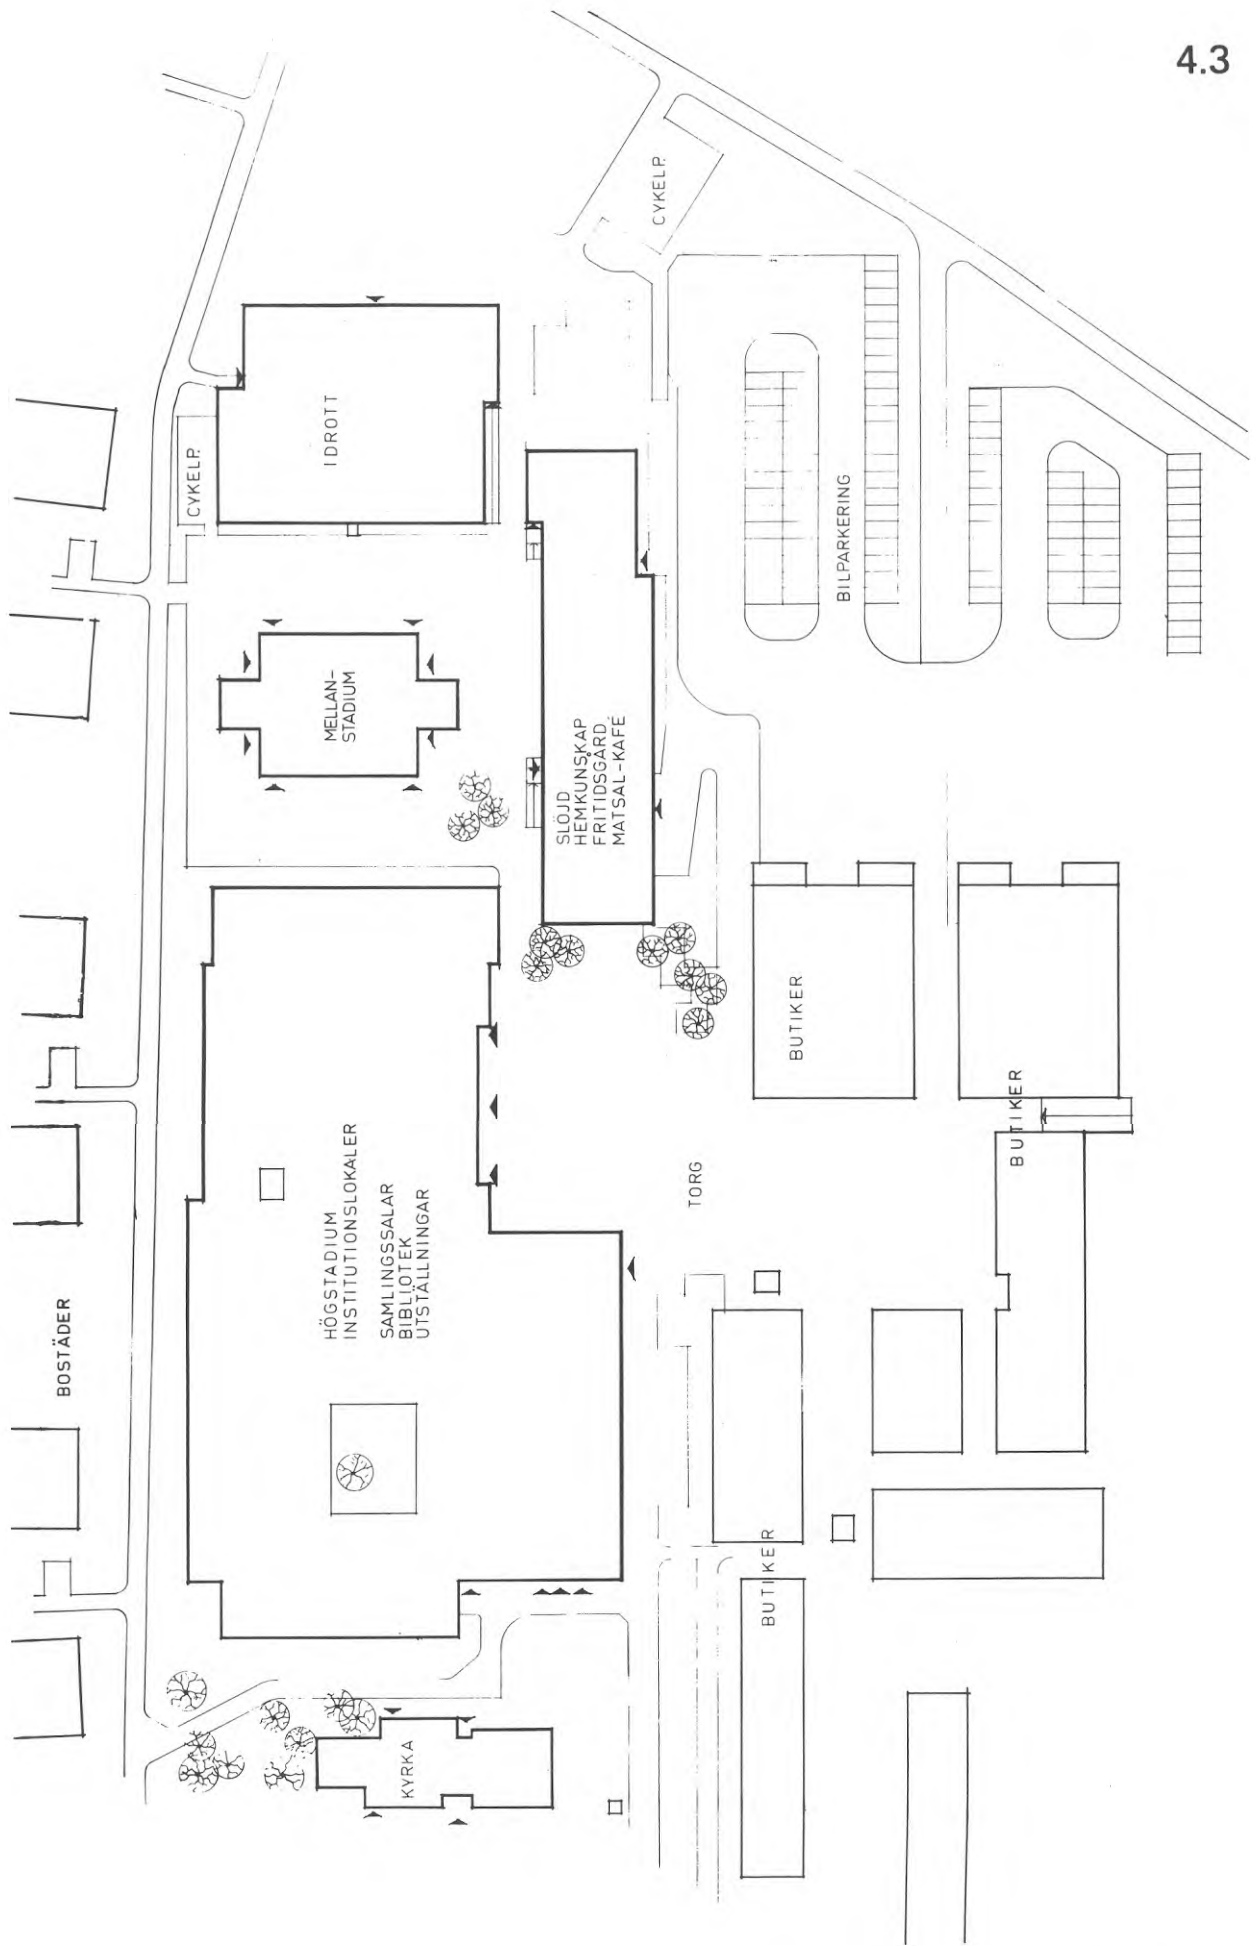 4.3
CYKELP.
CYKELP.
IDROTT
BILPARKERING
MELLAN-
STADIUM
SLÖJD
HEMKUNSKAP
FRITIDSGÅRD
MATSAL-KAFÉ
BUTIKER
BUTIKER
TORG
HÖGSTADIUM
INSTITUTIONSLOKALER
SAMLINGSSALAR
BIBLIOTEK
UTSTÄLLNINGAR
BOSTÄDER
BUTIKER
KYRKA